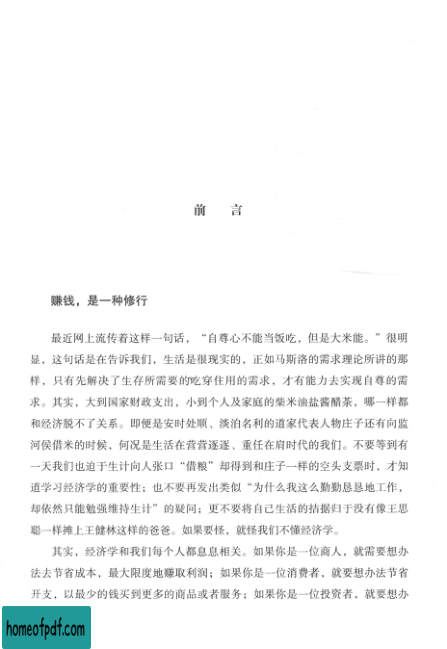 前　言
赚钱，是一种修行
最近网上流传着这样一句话，“自尊心不能当饭吃，但是大米能。”很明
显，这句话是在告诉我们，生活是很现实的，正如马斯洛的需求理论所讲的那
样，只有先解决了生存所需要的吃穿住用的需求，才有能力去实现自尊的需
求。其实，大到国家财政支出，小到个人及家庭的柴米油盐酱醋茶，哪一样都
和经济脱不了关系。即便是安时处顺、淡泊名利的道家代表人物庄子还有向监
河侯借米的时候，何况是生活在营营逐逐、重任在肩时代的我们。不要等到有
一天我们也迫于生计向人张口“借粮”却得到和庄子一样的空头支票时，才知
道学习经济学的重要性；也不要再发出类似“为什么我这么勤勤恳恳地工作，
却依然只能勉强维持生计”的疑问；更不要将自己生活的拮据归于没有像王思
聪一样摊上王健林这样的爸爸。如果要怪，就怪我们不懂经济学。
其实，经济学和我们每个人都息息相关。如果你是一位商人，就需要想办
法去节省成本，最大限度地赚取利润；如果你是一位消费者，就要想办法节省
开支，以最少的钱买到更多的商品或者服务；如果你是一位投资者，就要想办
homeofpdf.com